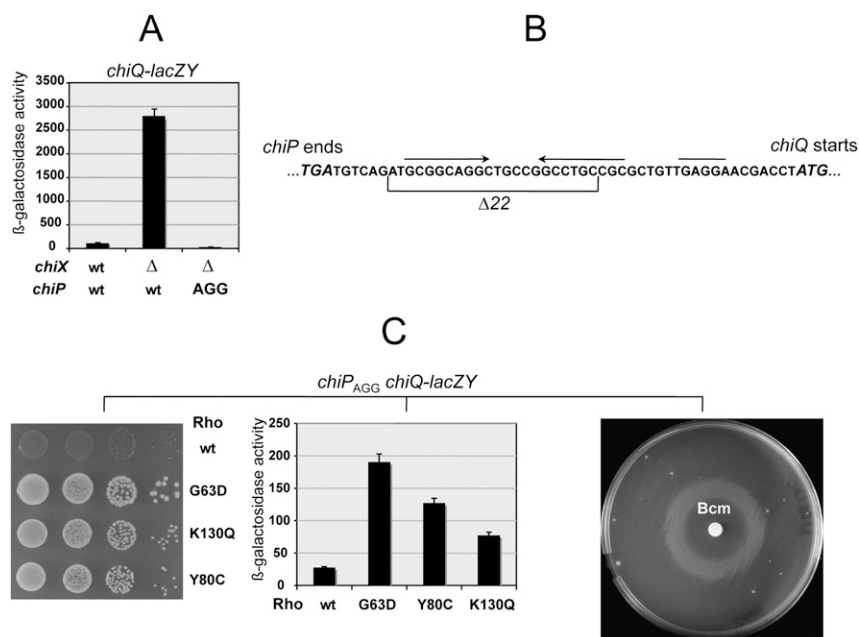 A
chiQ-lacZY
ß-galactosidase activity
3500
3000
2500
2000
1500
1000
500
0
chiX wt Δ Δ
chiP wt wt AGG
B
chiP ends
chiQ starts
...TGATGTCAGATGCGGCAGGCTGCCGGCCTGCCGCGCTGTTGAGGAACGACCTATG...
Δ22
C
chiPAGG chiQ-lacZY
Rho
wt
G63D
K130Q
Y80C
ß-galactosidase activity
250
200
150
100
50
0
Rho wt G63D Y80C K130Q
Bcm